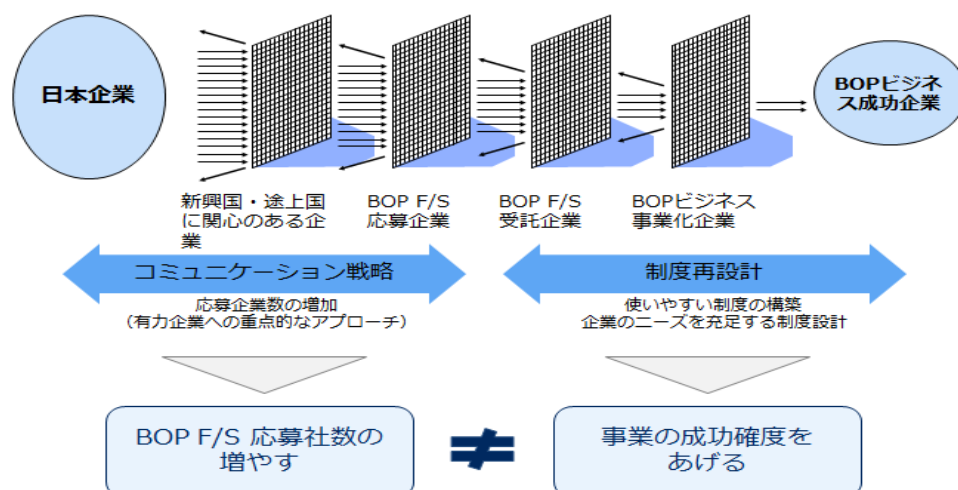 日本企業
BOPビジネ
ス成功企業
新興国・途上国
に関心のある企
業
BOP F/S
応募企業
BOP F/S
受託企業
BOPビジネス
事業化企業
コミュニケーション戦略
応募企業数の増加
（有力企業への重点的なアプローチ）
制度再設計
使いやすい制度の構築
企業のニーズを充足する制度設計
BOP F/S 応募社数の
増やす
≠
事業の成功確度を
あげる